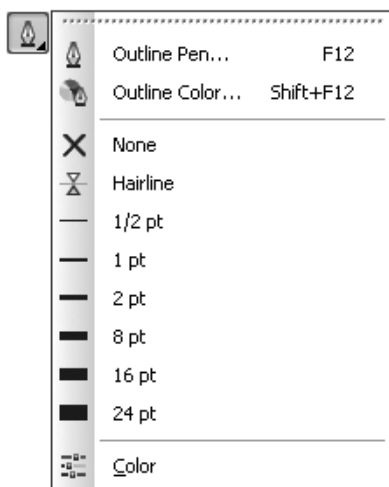 Outline Pen... F12
Outline Color... Shift+F12
None
Hairline
1/2 pt
1 pt
2 pt
8 pt
16 pt
24 pt
Color